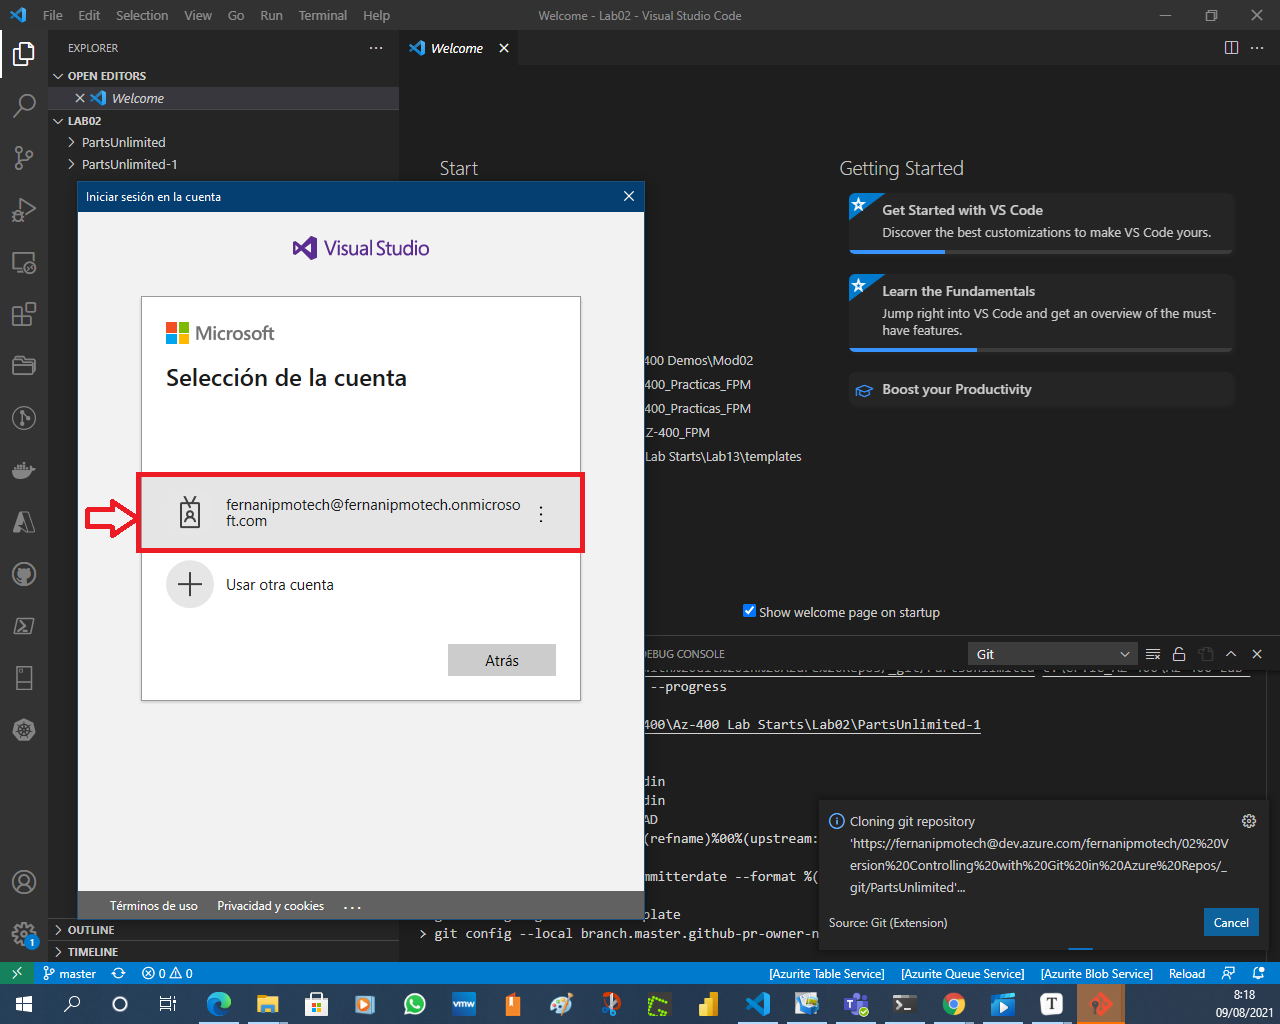 File Edit Selection View Go Run Terminal Help
Welcome - Lab02 - Visual Studio Code
EXPLORER
Welcome
OPEN EDITORS
Welcome
LAB02
PartsUnlimited
PartsUnlimited-1
Start
Getting Started
Get Started with VS Code
Discover the best customizations to make VS Code yours.
Learn the Fundamentals
Jump right into VS Code and get an overview of the must-
have features.
Boost your Productivity
400 Demos\Mod02
400_Practicas_FPM
400_Practicas_FPM
Z-400_FPM
Lab Starts\Lab13\templates
Show welcome page on startup
Iniciar sesión en la cuenta
Visual Studio
Microsoft
Selección de la cuenta
fernanipmotech@fernanipmotech.onmicroso
ft.com
Usar otra cuenta
Atrás
Términos de uso Privacidad y cookies ...
EBUG CONSOLE
Git
--progress
400\Az-400 Lab Starts\Lab02\PartsUnlimited-1
din
din
AD
(refname)%00%(upstream:
mmitterdate --format %(
plate
> git config --local branch.master.github-pr-owner-n
Cloning git repository
'https://fernanipmotech@dev.azure.com/fernanipmotech/02%20V
ersion%20Controlling%20with%20Git%20in%20Azure%20Repos/_
git/PartsUnlimited'...
Source: Git (Extension)
Cancel
OUTLINE
TIMELINE
1
master
0 0
[Azurite Table Service] [Azurite Queue Service] [Azurite Blob Service] Reload
vmw
T
8:18
09/08/2021